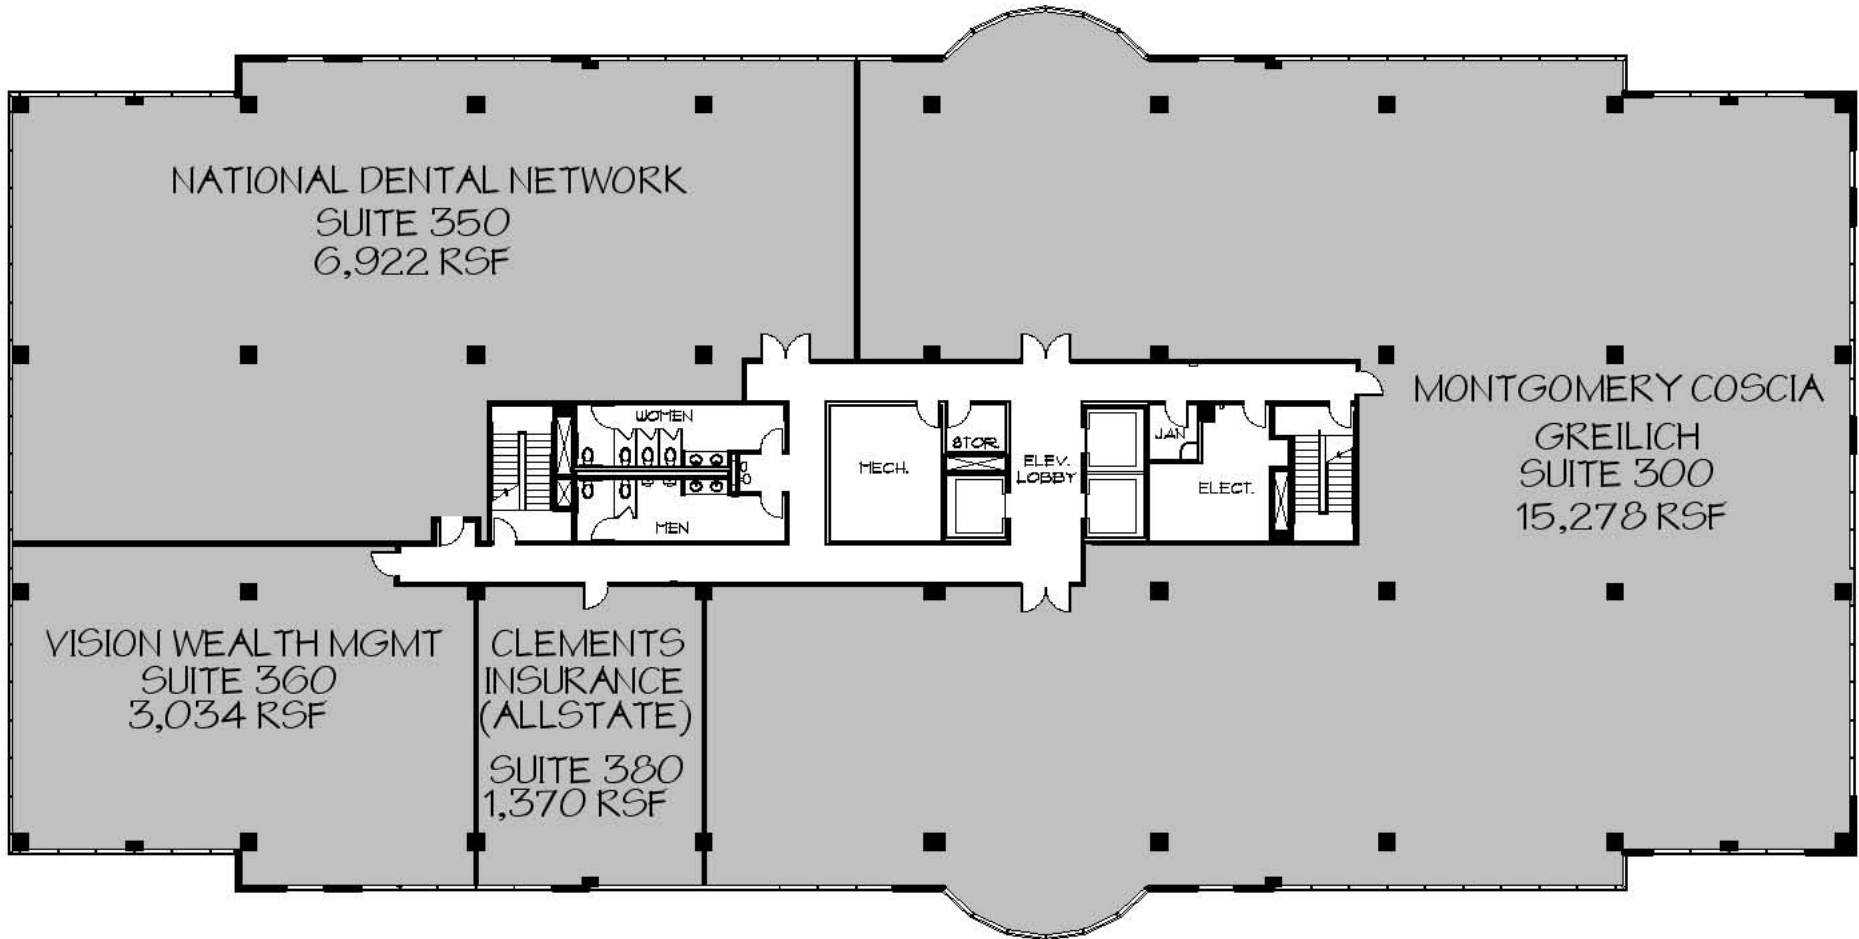 NATIONAL DENTAL NETWORK
SUITE 350
6,922 RSF
MONTGOMERY COSCIA
GREILICH
SUITE 300
15,278 RSF
WOMEN
MEN
MECH.
STOR.
ELEV.
LOBBY
JAN
ELECT.
VISION WEALTH MGMT
SUITE 360
3,034 RSF
CLEMENTS
INSURANCE
(ALLSTATE)
SUITE 380
1,370 RSF